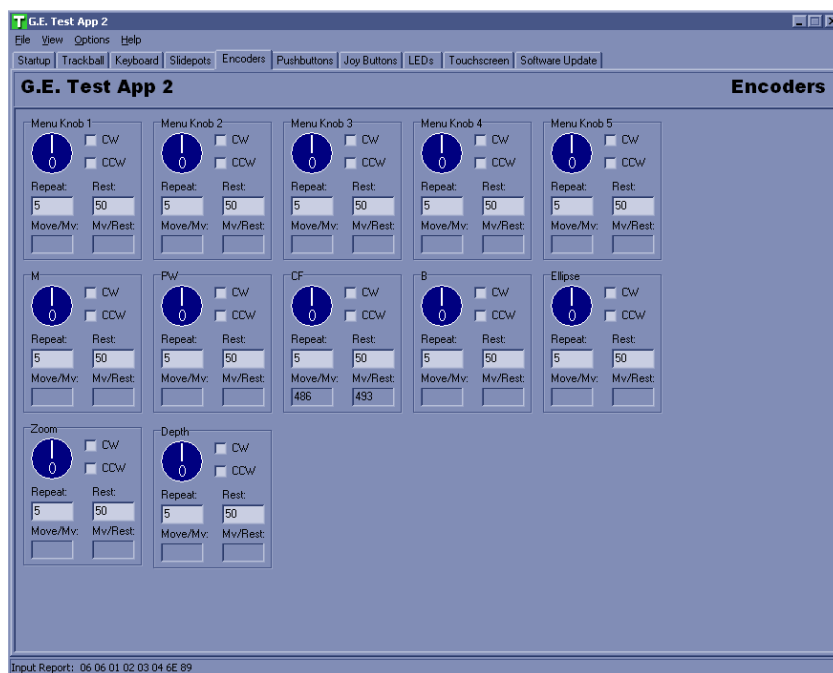 G.E. Test App 2
File View Options Help
Startup Trackball Keyboard Slidepots Encoders Pushbuttons Joy Buttons LEDs Touchscreen Software Update
G.E. Test App 2 Encoders
Menu Knob 1 Menu Knob 2 Menu Knob 3 Menu Knob 4 Menu Knob 5
CW CW CW CW CW
0 CCW 0 CCW 0 CCW 0 CCW 0 CCW
Repeat: Rest: Repeat: Rest: Repeat: Rest: Repeat: Rest: Repeat: Rest:
5 50 5 50 5 50 5 50 5 50
Move/Mv: Mv/Rest: Move/Mv: Mv/Rest: Move/Mv: Mv/Rest: Move/Mv: Mv/Rest: Move/Mv: Mv/Rest:
M PW CF B Ellipse
CW CW CW CW CW
0 CCW 0 CCW 0 CCW 0 CCW 0 CCW
Repeat: Rest: Repeat: Rest: Repeat: Rest: Repeat: Rest: Repeat: Rest:
5 50 5 50 5 50 5 50 5 50
Move/Mv: Mv/Rest: Move/Mv: Mv/Rest: Move/Mv: Mv/Rest: Move/Mv: Mv/Rest: Move/Mv: Mv/Rest:
486 493
Zoom Depth
CW CW
0 CCW 0 CCW
Repeat: Rest: Repeat: Rest:
5 50 5 50
Move/Mv: Mv/Rest: Move/Mv: Mv/Rest:
Input Report: 06 06 01 02 03 04 6E 89